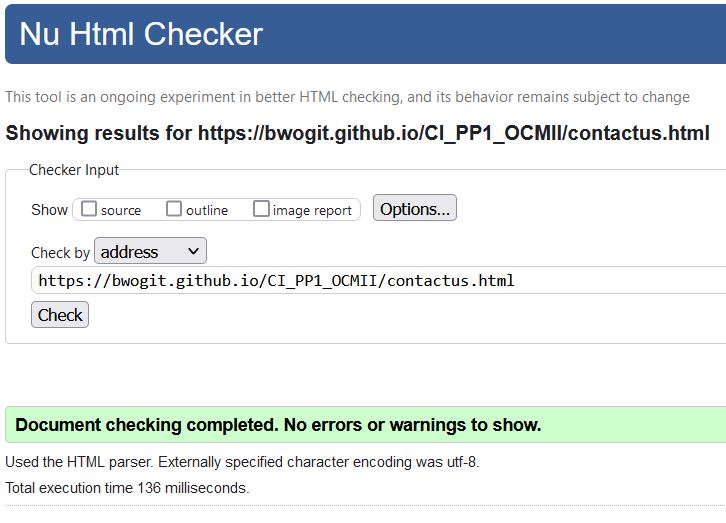 Nu Html Checker
This tool is an ongoing experiment in better HTML checking, and its behavior remains subject to change
Showing results for https://bwogit.github.io/CI_PP1_OCMII/contactus.html
Checker Input
Show source outline image report Options...
Check by address
https://bwogit.github.io/CI_PP1_OCMII/contactus.html
Check
Document checking completed. No errors or warnings to show.
Used the HTML parser. Externally specified character encoding was utf-8.
Total execution time 136 milliseconds.